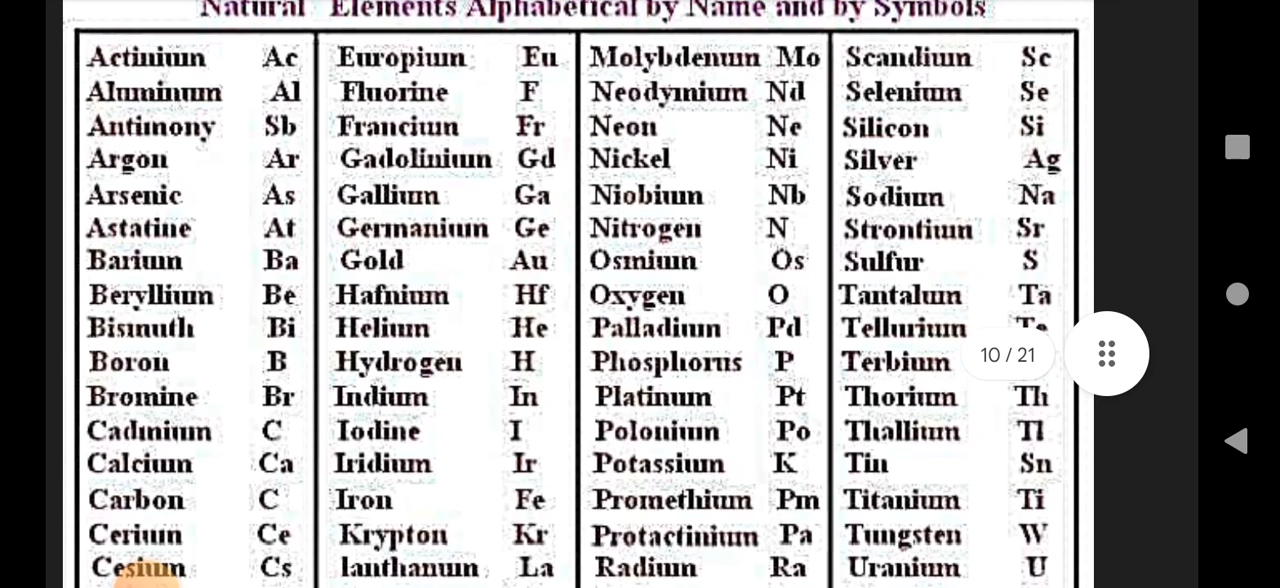 Natural Elements Alphabetical by Name and by Symbols
Actinium Ac Europium Eu Molybdenum Mo Scandium Sc
Aluminum Al Fluorine F Neodymium Nd Selenium Se
Antimony Sb Francium Fr Neon Ne Silicon Si
Argon Ar Gadolinium Gd Nickel Ni Silver Ag
Arsenic As Gallium Ga Niobium Nb Sodium Na
Astatine At Germanium Ge Nitrogen N Strontium Sr
Barium Ba Gold Au Osmium Os Sulfur S
Beryllium Be Hafnium Hf Oxygen O Tantalum Ta
Bismuth Bi Helium He Palladium Pd Tellurium Te
Boron B Hydrogen H Phosphorus P Terbium 10 / 21
Bromine Br Indium In Platinum Pt Thorium Th
Cadmium C Iodine I Polonium Po Thallium Tl
Calcium Ca Iridium Ir Potassium K Tin Sn
Carbon C Iron Fe Promethium Pm Titanium Ti
Cerium Ce Krypton Kr Protactinium Pa Tungsten W
Cesium Cs lanthanum La Radium Ra Uranium U